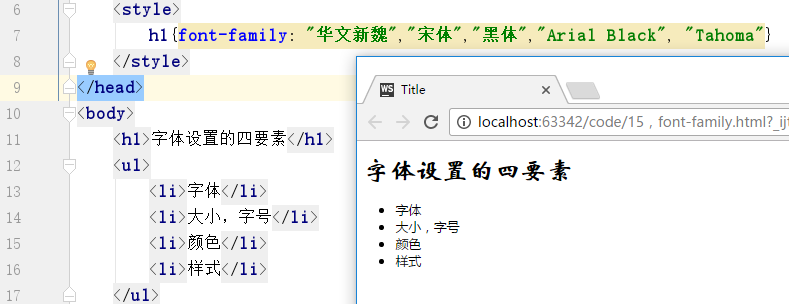 6 <style>
7 h1{font-family: "华文新魏","宋体","黑体","Arial Black", "Tahoma"}
8 </style>
9 </head>
10 <body>
11 <h1>字体设置的四要素</h1>
12 <ul>
13 <li>字体</li>
14 <li>大小，字号</li>
15 <li>颜色</li>
16 <li>样式</li>
17 </ul>
WS Title
localhost:63342/code/15，font-family.html?_ijt
字体设置的四要素
字体
大小，字号
颜色
样式